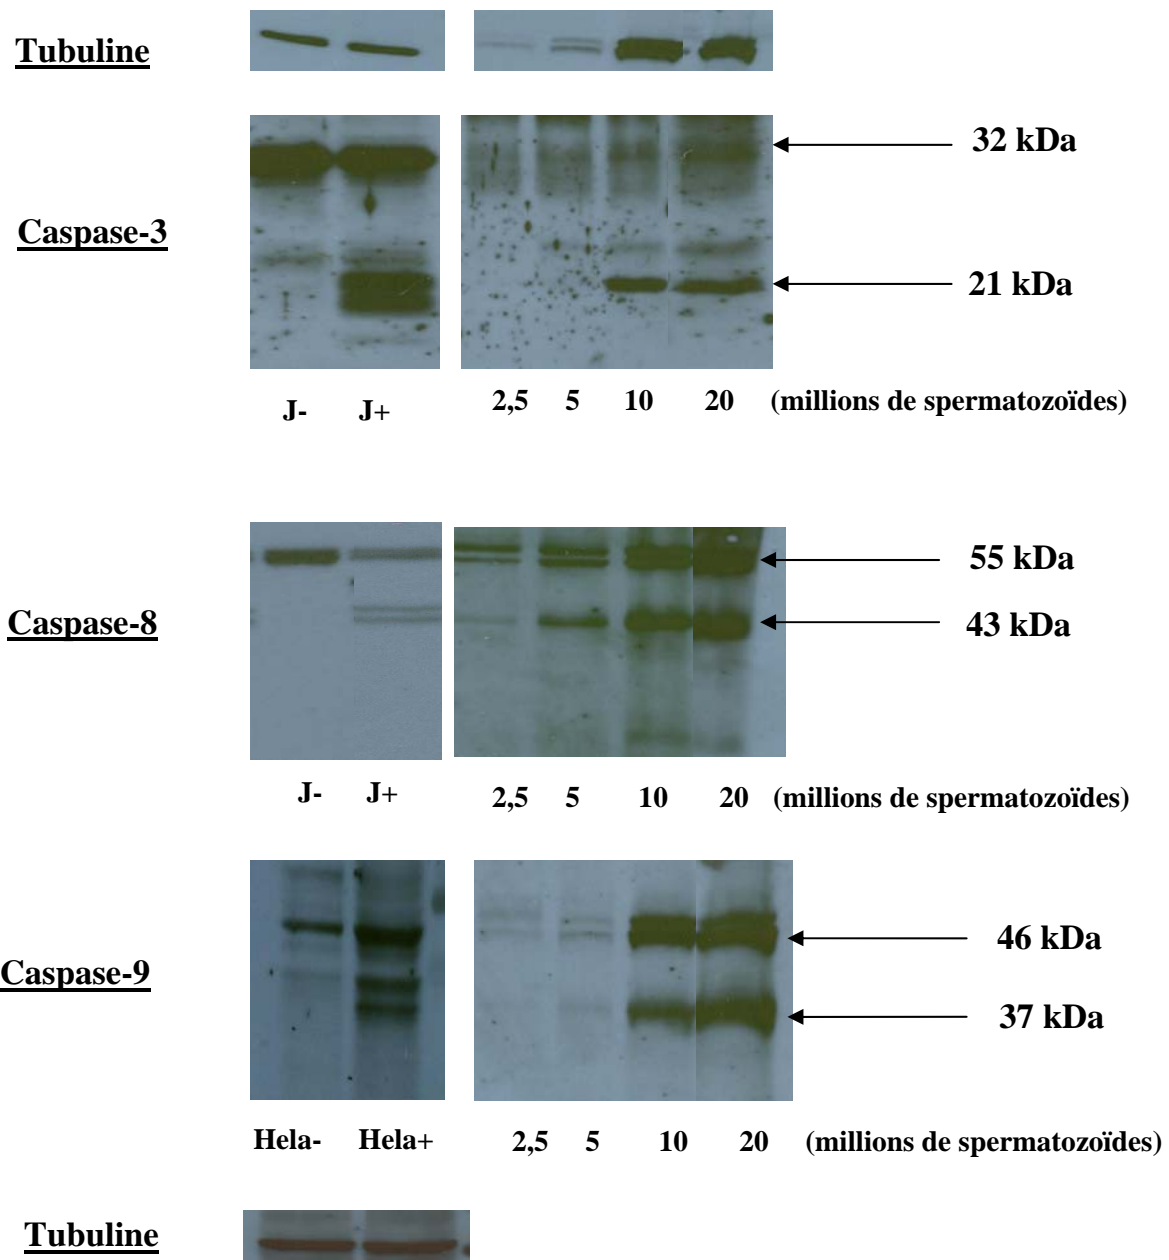 Tubuline
32 kDa
Caspase-3
21 kDa
J- J+ 2,5 5 10 20 (millions de spermatozoïdes)
55 kDa
Caspase-8
43 kDa
J- J+ 2,5 5 10 20 (millions de spermatozoïdes)
46 kDa
Caspase-9
37 kDa
Hela- Hela+ 2,5 5 10 20 (millions de spermatozoïdes)
Tubuline